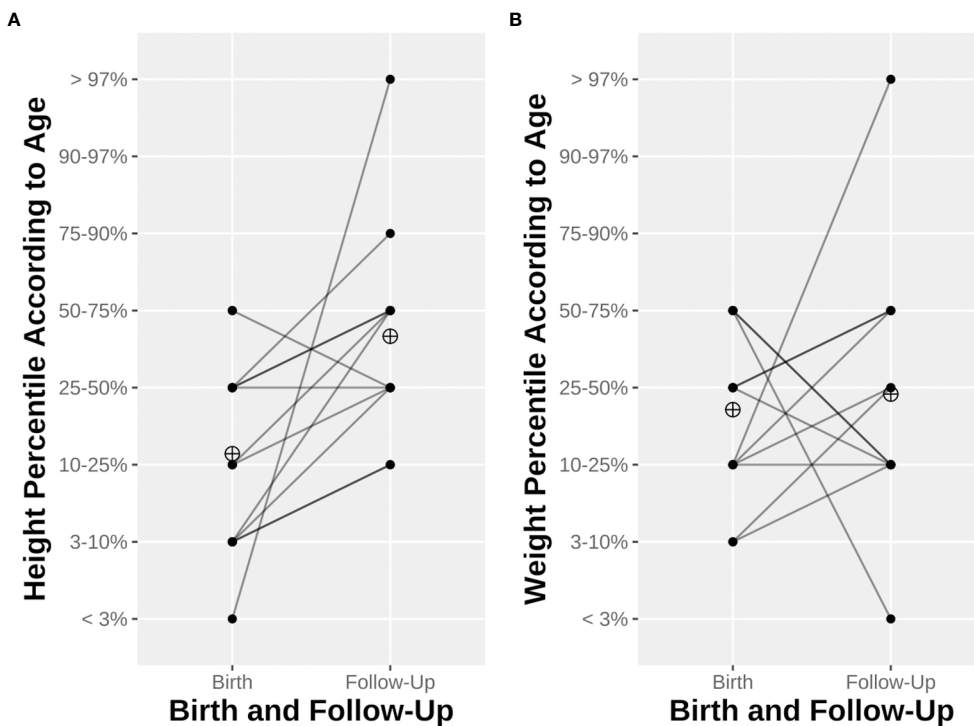 A
Height Percentile According to Age
> 97%
90-97%
75-90%
50-75%
25-50%
10-25%
3-10%
< 3%
Birth
Follow-Up
Birth and Follow-Up
B
Weight Percentile According to Age
> 97%
90-97%
75-90%
50-75%
25-50%
10-25%
3-10%
< 3%
Birth
Follow-Up
Birth and Follow-Up